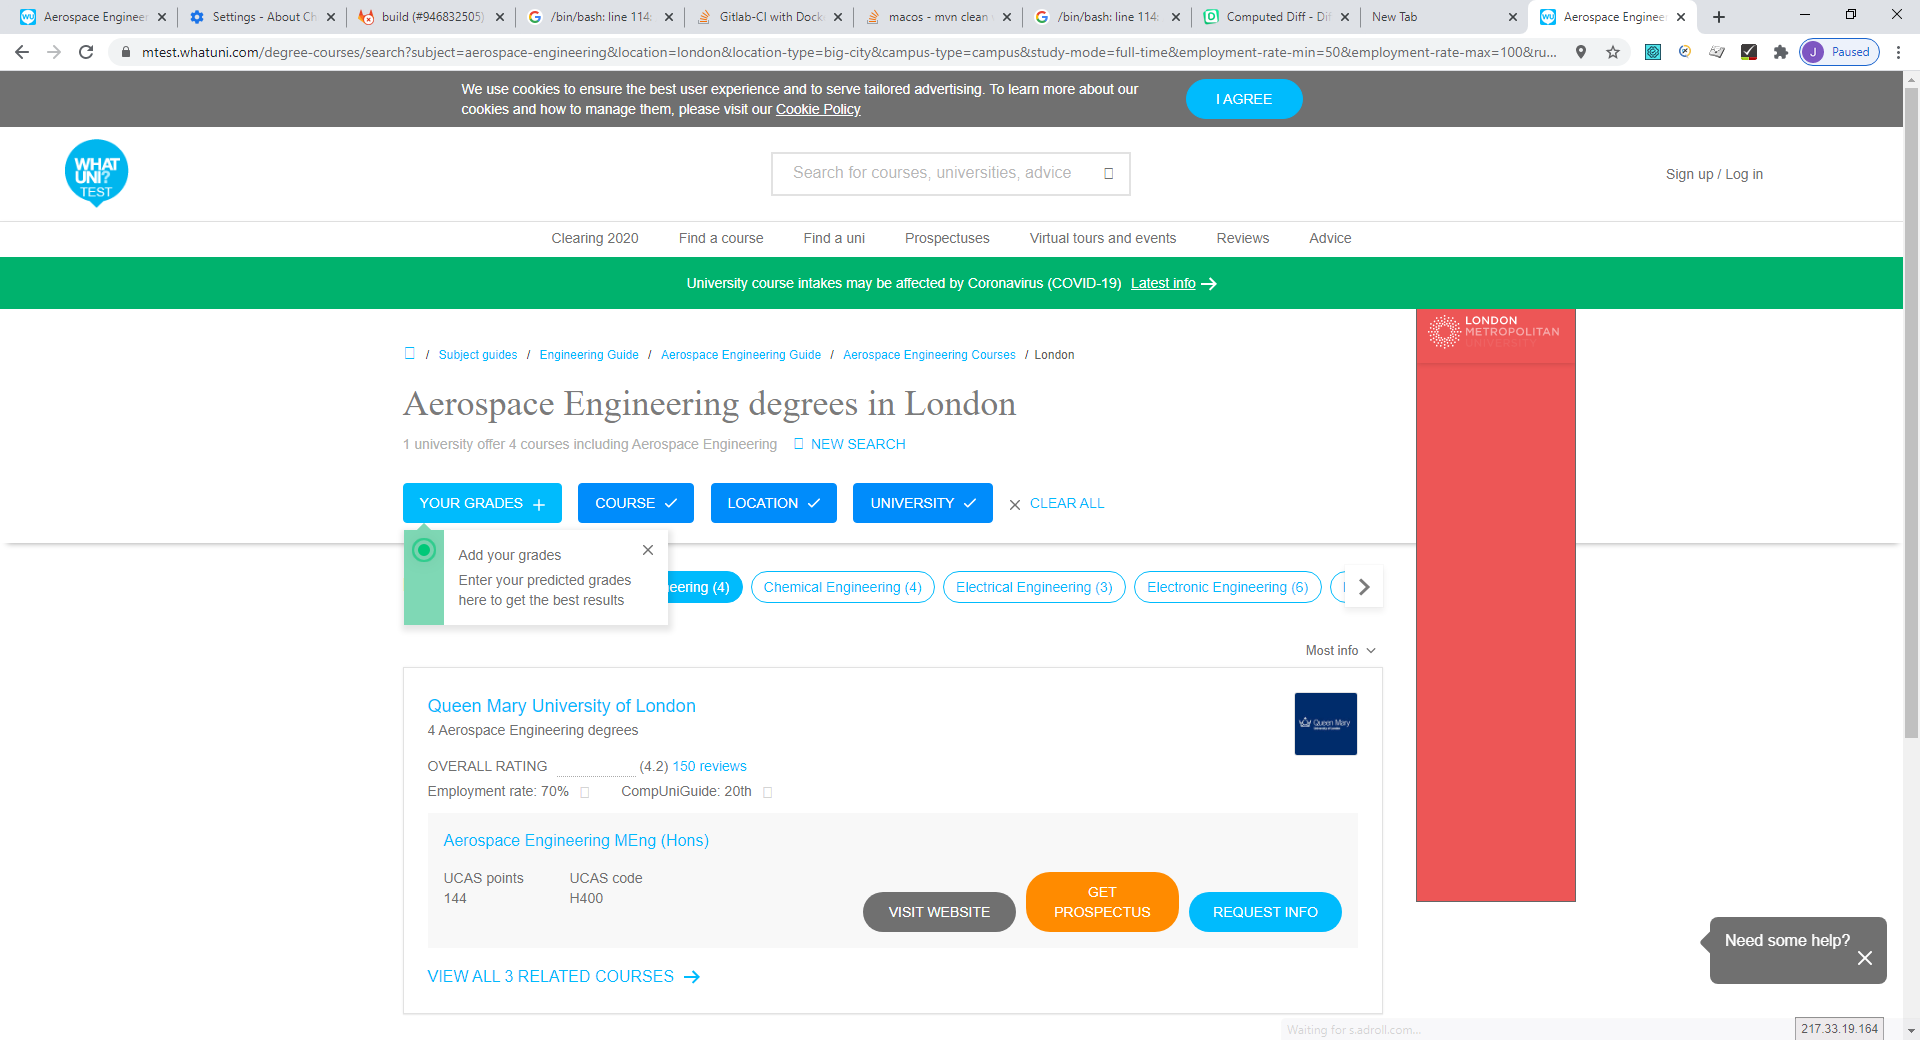 Aerospace Engineer
Settings - About Ch
build (#946832505)
/bin/bash: line 114:
Gitlab-CI with Dock
macos - mvn clean
/bin/bash: line 114:
Computed Diff - Dif
New Tab
Aerospace Enginee
mtest.whatuni.com/degree-courses/search?subject=aerospace-engineering&location=london&location-type=big-city&campus-type=campus&study-mode=full-time&employment-rate-min=50&employment-rate-max=100&ru...
J Paused
We use cookies to ensure the best user experience and to serve tailored advertising. To learn more about our
cookies and how to manage them, please visit our Cookie Policy
I AGREE
WHAT
UNI?
TEST
Search for courses, universities, advice
Sign up / Log in
Clearing 2020 Find a course Find a uni Prospectuses Virtual tours and events Reviews Advice
University course intakes may be affected by Coronavirus (COVID-19) Latest info
LONDON
METROPOLITAN
UNIVERSITY
/ Subject guides / Engineering Guide / Aerospace Engineering Guide / Aerospace Engineering Courses / London
Aerospace Engineering degrees in London
1 university offer 4 courses including Aerospace Engineering NEW SEARCH
YOUR GRADES COURSE LOCATION UNIVERSITY CLEAR ALL
Add your grades
Enter your predicted grades
here to get the best results
eering (4) Chemical Engineering (4) Electrical Engineering (3) Electronic Engineering (6)
Most info
Queen Mary University of London
4 Aerospace Engineering degrees
Queen Mary
University of London
OVERALL RATING (4.2) 150 reviews
Employment rate: 70% CompUniGuide: 20th
Aerospace Engineering MEng (Hons)
UCAS points UCAS code
144 H400
VISIT WEBSITE
GET
PROSPECTUS
REQUEST INFO
VIEW ALL 3 RELATED COURSES
Need some help?
Waiting for s.adroll.com...
217.33.19.164